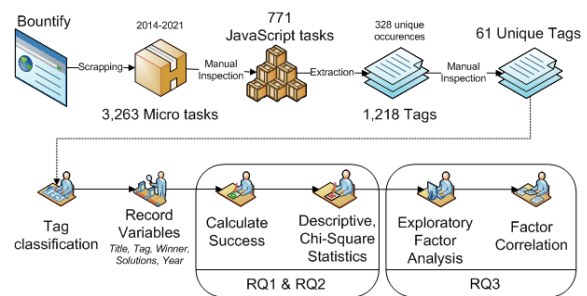 Bountify
Scrapping
2014-2021
3,263 Micro tasks
Manual
Inspection
771
JavaScript tasks
Extraction
328 unique
occurences
1,218 Tags
Manual
Inspection
61 Unique Tags
Tag
classification
Record
Variables
Title, Tag, Winner,
Solutions, Year
Calculate
Success
Descriptive,
Chi-Square
Statistics
RQ1 & RQ2
Exploratory
Factor
Analysis
Factor
Correlation
RQ3